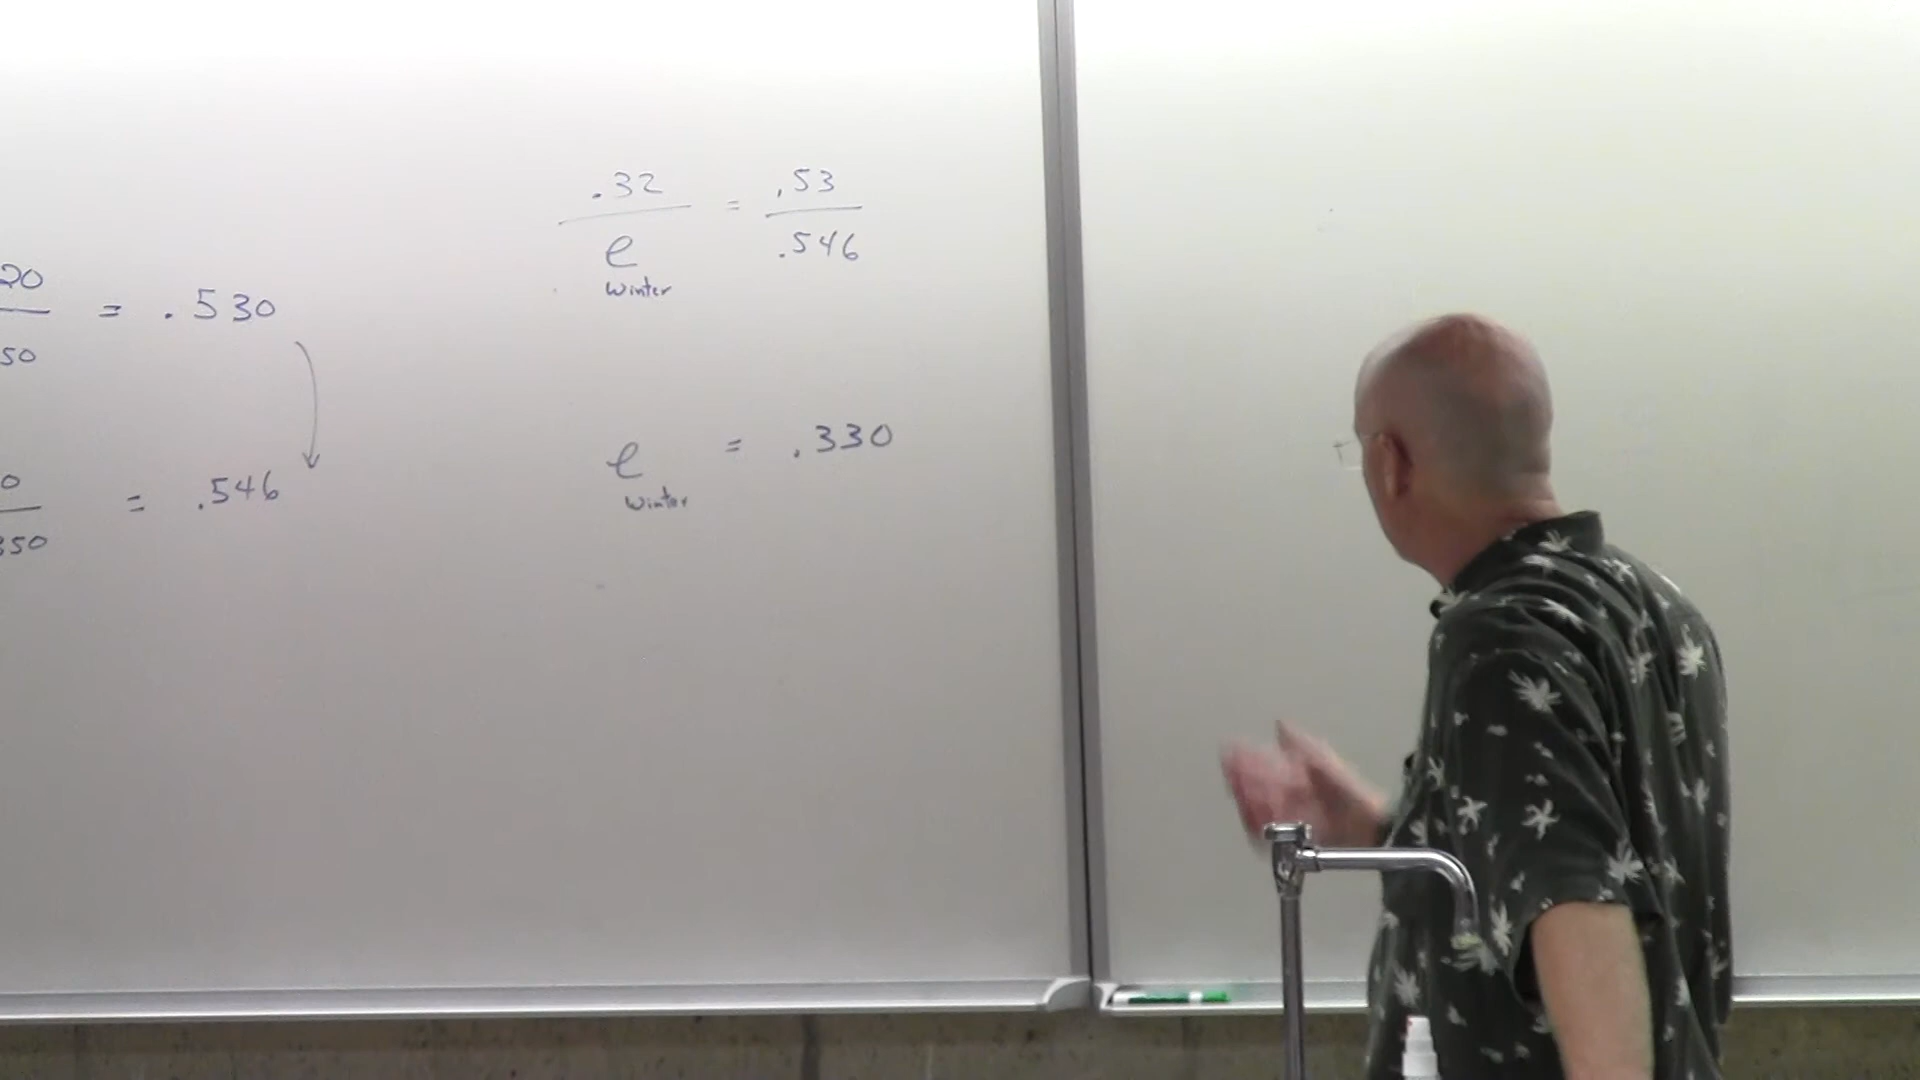 20
50 = .530
0
350 = .546
.32 = .53
e .546
winter
e = .330
winter